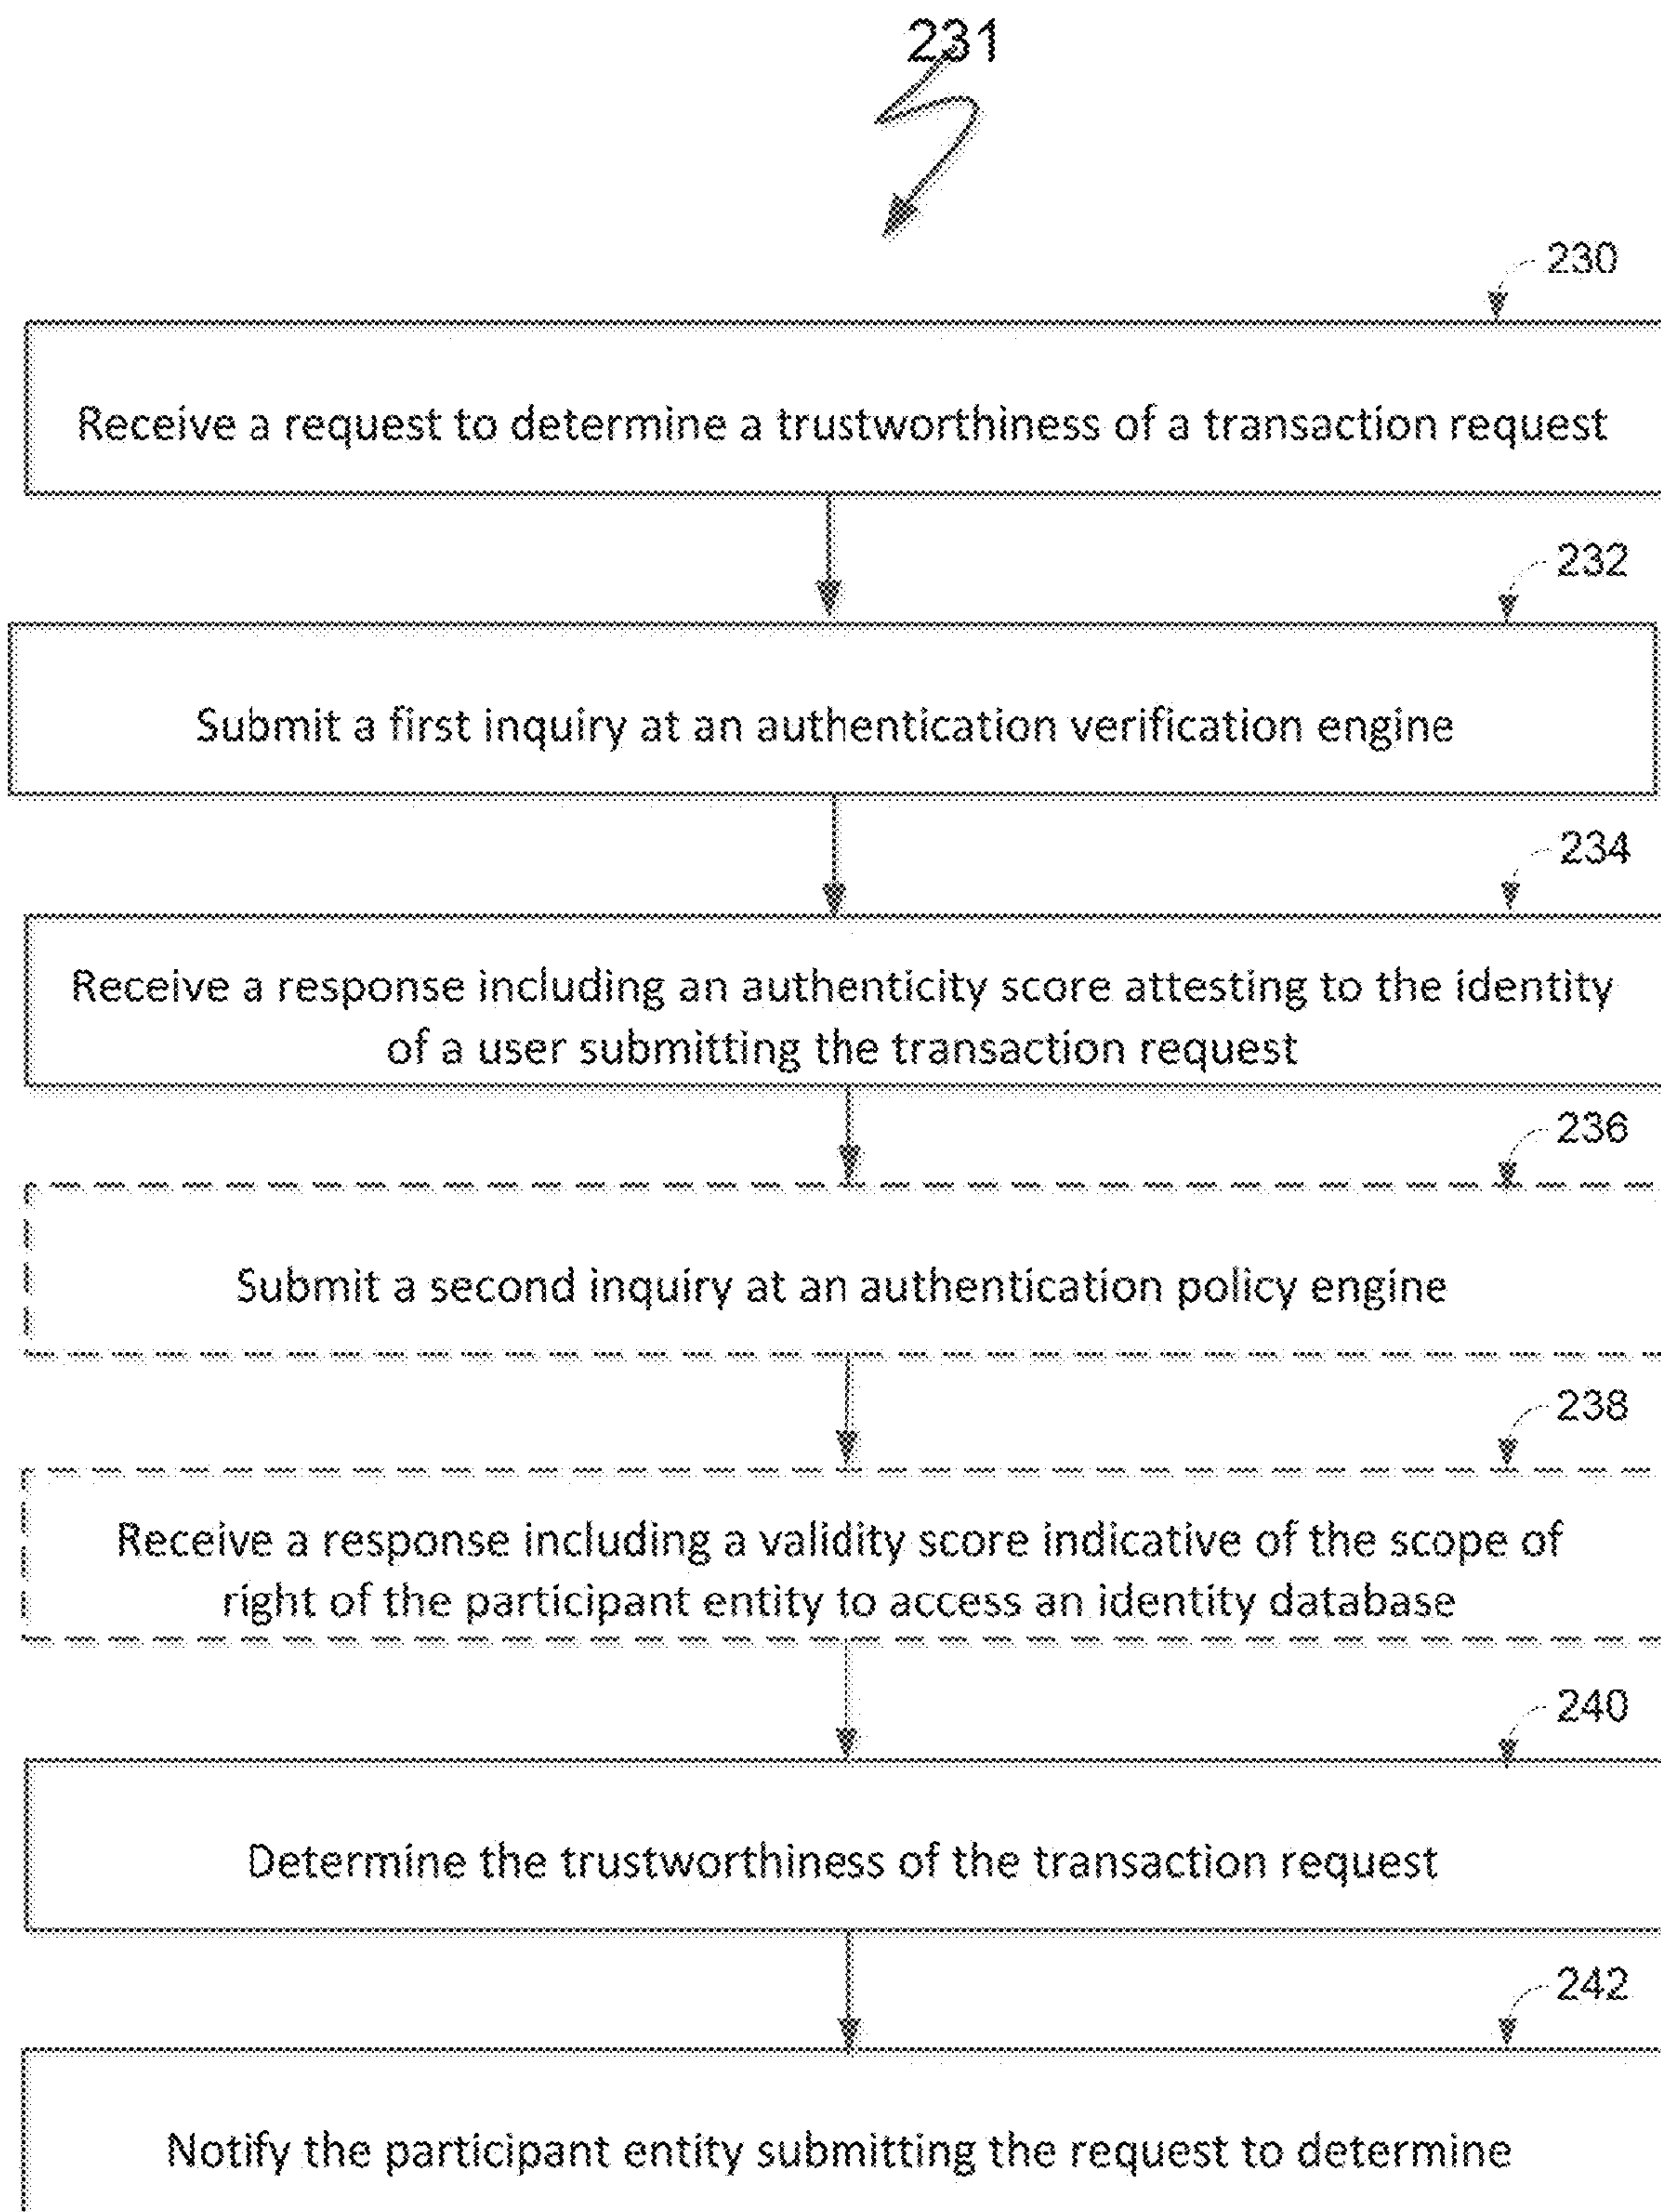 231
230
Receive a request to determine a trustworthiness of a transaction request
232
Submit a first inquiry at an authentication verification engine
234
Receive a response including an authenticity score attesting to the identity
of a user submitting the transaction request
236
Submit a second inquiry at an authentication policy engine
238
Receive a response including a validity score indicative of the scope of
right of the participant entity to access an identity database
240
Determine the trustworthiness of the transaction request
242
Notify the participant entity submitting the request to determine